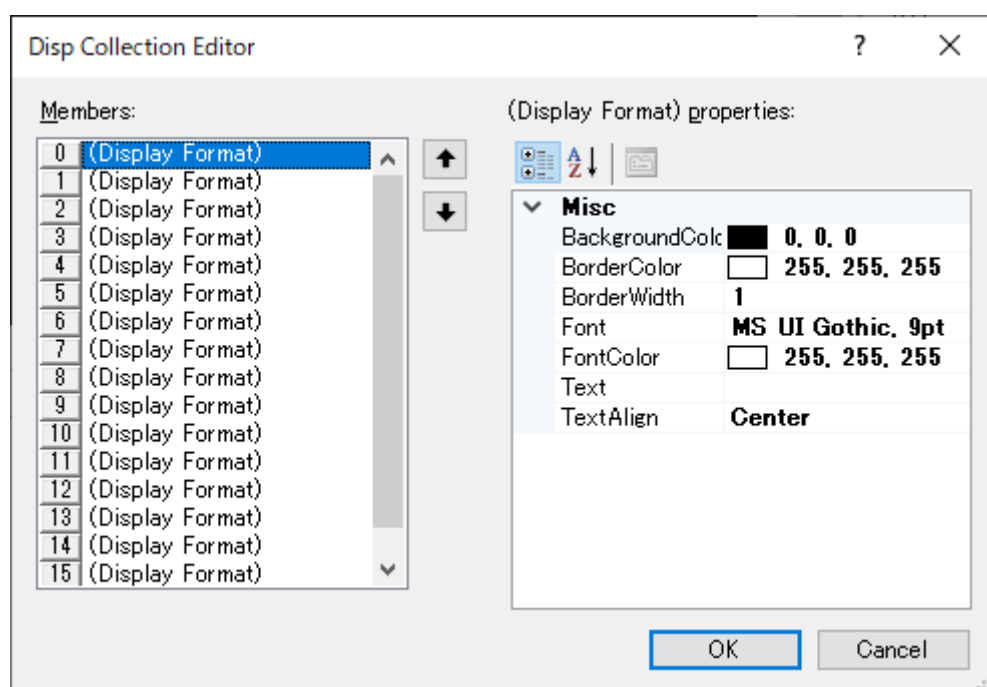 Disp Collection Editor
?
Members:
(Display Format) properties:
0 (Display Format)
1 (Display Format)
2 (Display Format)
3 (Display Format)
4 (Display Format)
5 (Display Format)
6 (Display Format)
7 (Display Format)
8 (Display Format)
9 (Display Format)
10 (Display Format)
11 (Display Format)
12 (Display Format)
13 (Display Format)
14 (Display Format)
15 (Display Format)
A
Z
Misc
BackgroundColc 0, 0, 0
BorderColor 255, 255, 255
BorderWidth 1
Font MS UI Gothic, 9pt
FontColor 255, 255, 255
Text
TextAlign Center
OK Cancel